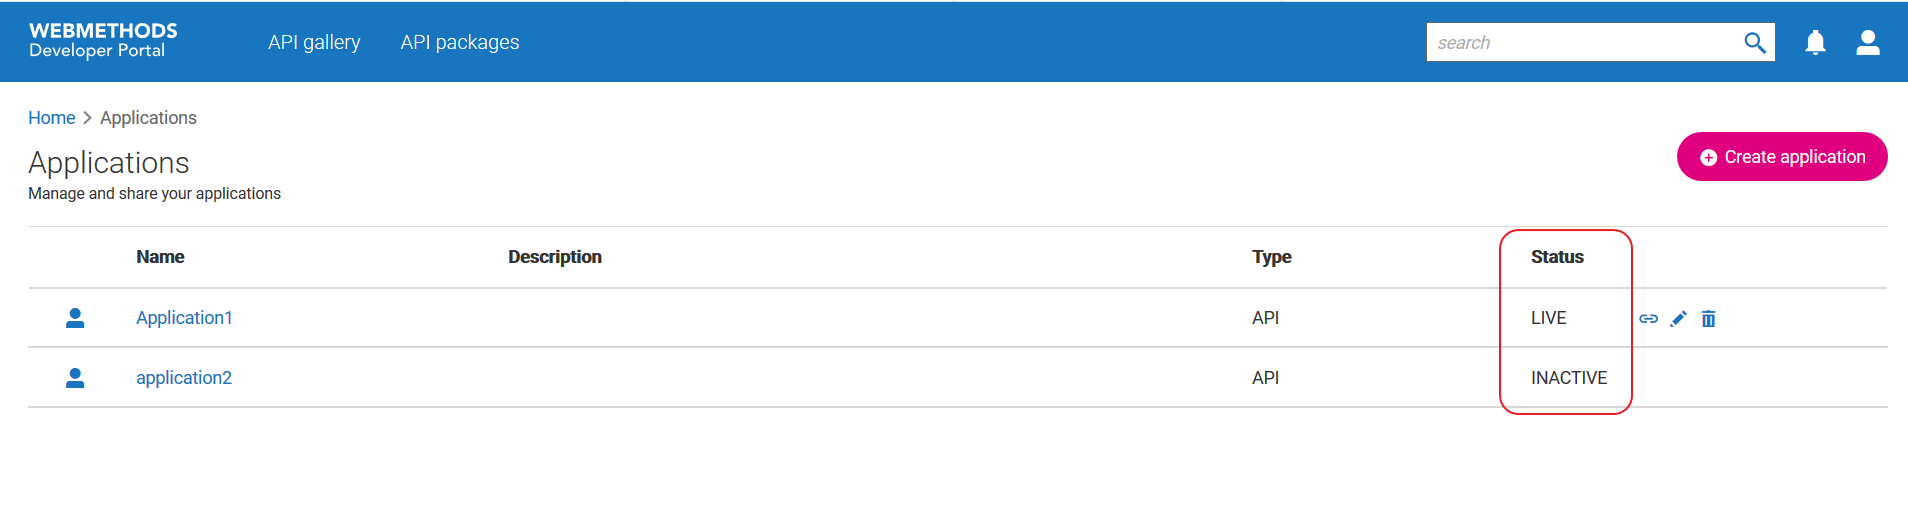 WEBMETHODS
Developer Portal
API gallery
API packages
search
Home > Applications
Applications
Manage and share your applications
Create application
Name Description Type Status
Application1 API LIVE
application2 API INACTIVE